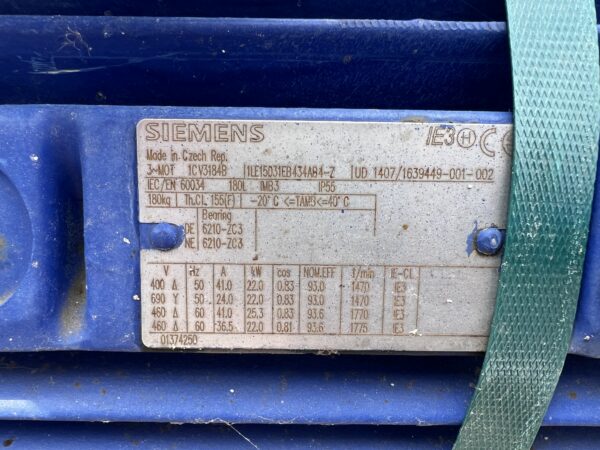 SIEMENS IE3
Made in Czech Rep.
3~MOT 1CV3184B 1LE15031EB434AB4-Z UD 1407/1639449-001-002
IEC/EN 60034 180L IMB3 IP55
180kg Th.CL.155(F) -20°C <=TAMB<=40°C
Bearing
DE 6210-ZC3
NE 6210-ZC3
V Hz A kW cos NOM.EFF 1/min IE-CL
400 Δ 50 41.0 22.0 0.83 93.0 1470 IE3
690 Y 50 24.0 22.0 0.83 93.0 1470 IE3
460 Δ 60 41.0 25.3 0.83 93.6 1770 IE3
460 Δ 60 36.5 22.0 0.81 93.6 1775 IE3
01374250